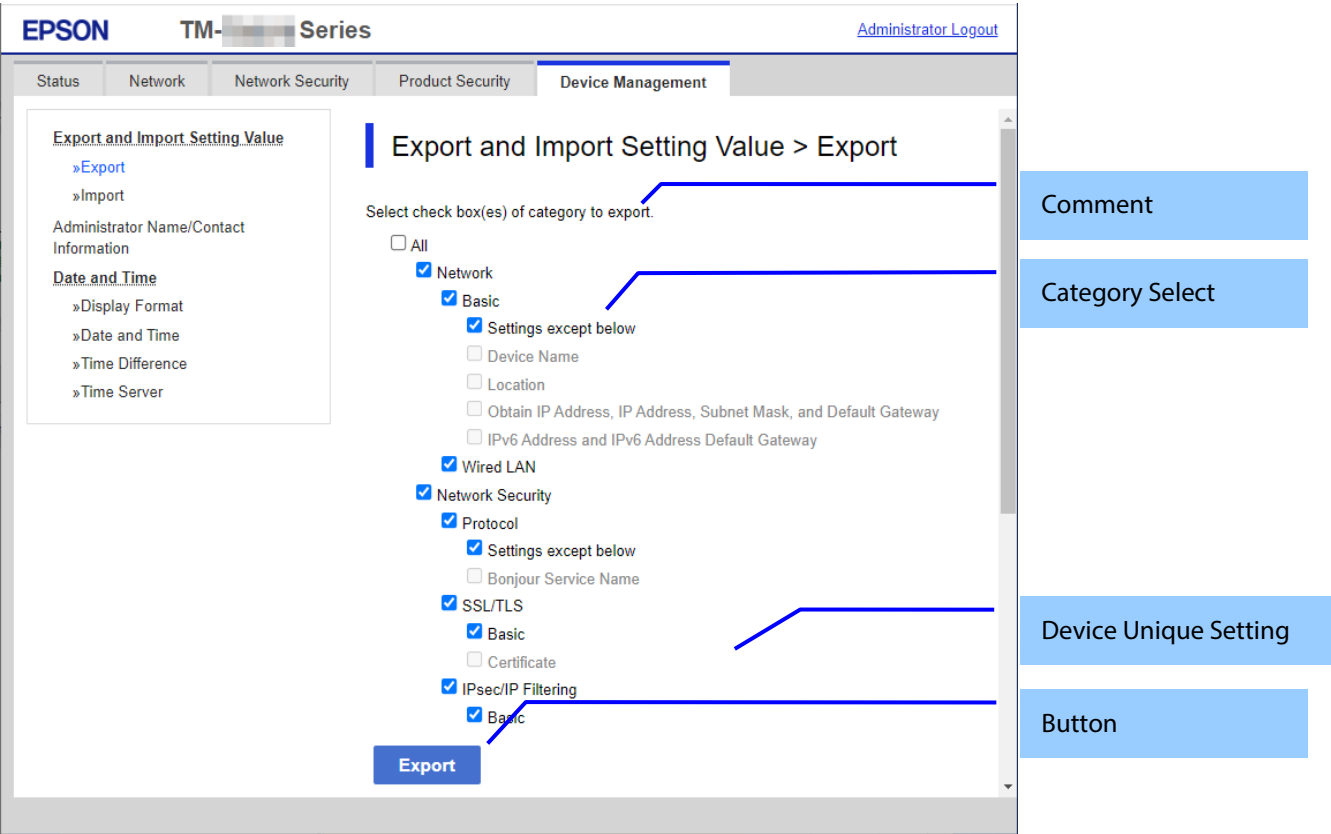 EPSON TM- Series Administrator Logout
Status Network Network Security Product Security Device Management
Export and Import Setting Value
»Export
»Import
Administrator Name/Contact
Information
Date and Time
»Display Format
»Date and Time
»Time Difference
»Time Server
Export and Import Setting Value > Export
Select check box(es) of category to export.
All
Network
Basic
Settings except below
Device Name
Location
Obtain IP Address, IP Address, Subnet Mask, and Default Gateway
IPv6 Address and IPv6 Address Default Gateway
Wired LAN
Network Security
Protocol
Settings except below
Bonjour Service Name
SSL/TLS
Basic
Certificate
IPsec/IP Filtering
Basic
Export
Comment
Category Select
Device Unique Setting
Button